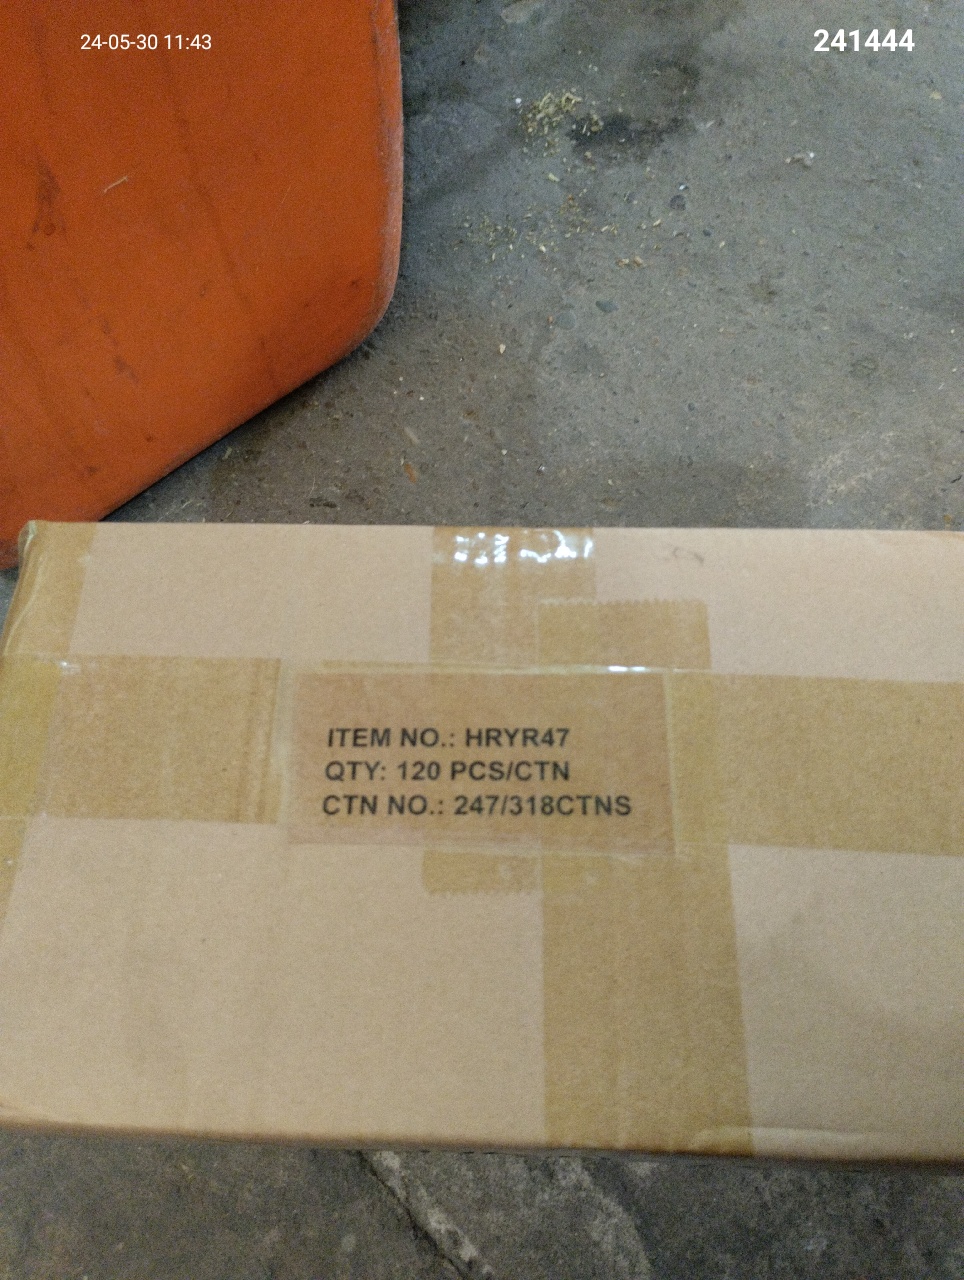 24-05-30 11:43
241444
ITEM NO.: HRYR47
QTY: 120 PCS/CTN
CTN NO.: 247/318CTNS